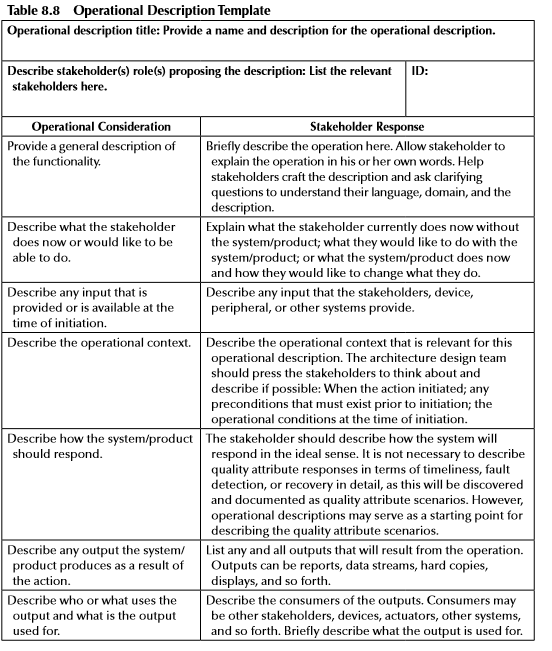 Table 8.8 Operational Description Template
Operational description title: Provide a name and description for the operational description.
Describe stakeholder(s) role(s) proposing the description: List the relevant
stakeholders here.
ID:
Operational Consideration
Stakeholder Response
Provide a general description of
the functionality.
Briefly describe the operation here. Allow stakeholder to
explain the operation in his or her own words. Help
stakeholders craft the description and ask clarifying
questions to understand their language, domain, and the
description.
Describe what the stakeholder
does now or would like to be
able to do.
Explain what the stakeholder currently does now without
the system/product; what they would like to do with the
system/product; or what the system/product does now
and how they would like to change what they do.
Describe any input that is
provided or is available at the
time of initiation.
Describe any input that the stakeholders, device,
peripheral, or other systems provide.
Describe the operational context.
Describe the operational context that is relevant for this
operational description. The architecture design team
should press the stakeholders to think about and
describe if possible: When the action initiated; any
preconditions that must exist prior to initiation; the
operational conditions at the time of initiation.
Describe how the system/product
should respond.
The stakeholder should describe how the system will
respond in the ideal sense. It is not necessary to describe
quality attribute responses in terms of timeliness, fault
detection, or recovery in detail, as this will be discovered
and documented as quality attribute scenarios. However,
operational descriptions may serve as a starting point for
describing the quality attribute scenarios.
Describe any output the system/
product produces as a result of
the action.
List any and all outputs that will result from the operation.
Outputs can be reports, data streams, hard copies,
displays, and so forth.
Describe who or what uses the
output and what is the output
used for.
Describe the consumers of the outputs. Consumers may
be other stakeholders, devices, actuators, other systems,
and so forth. Briefly describe what the output is used for.